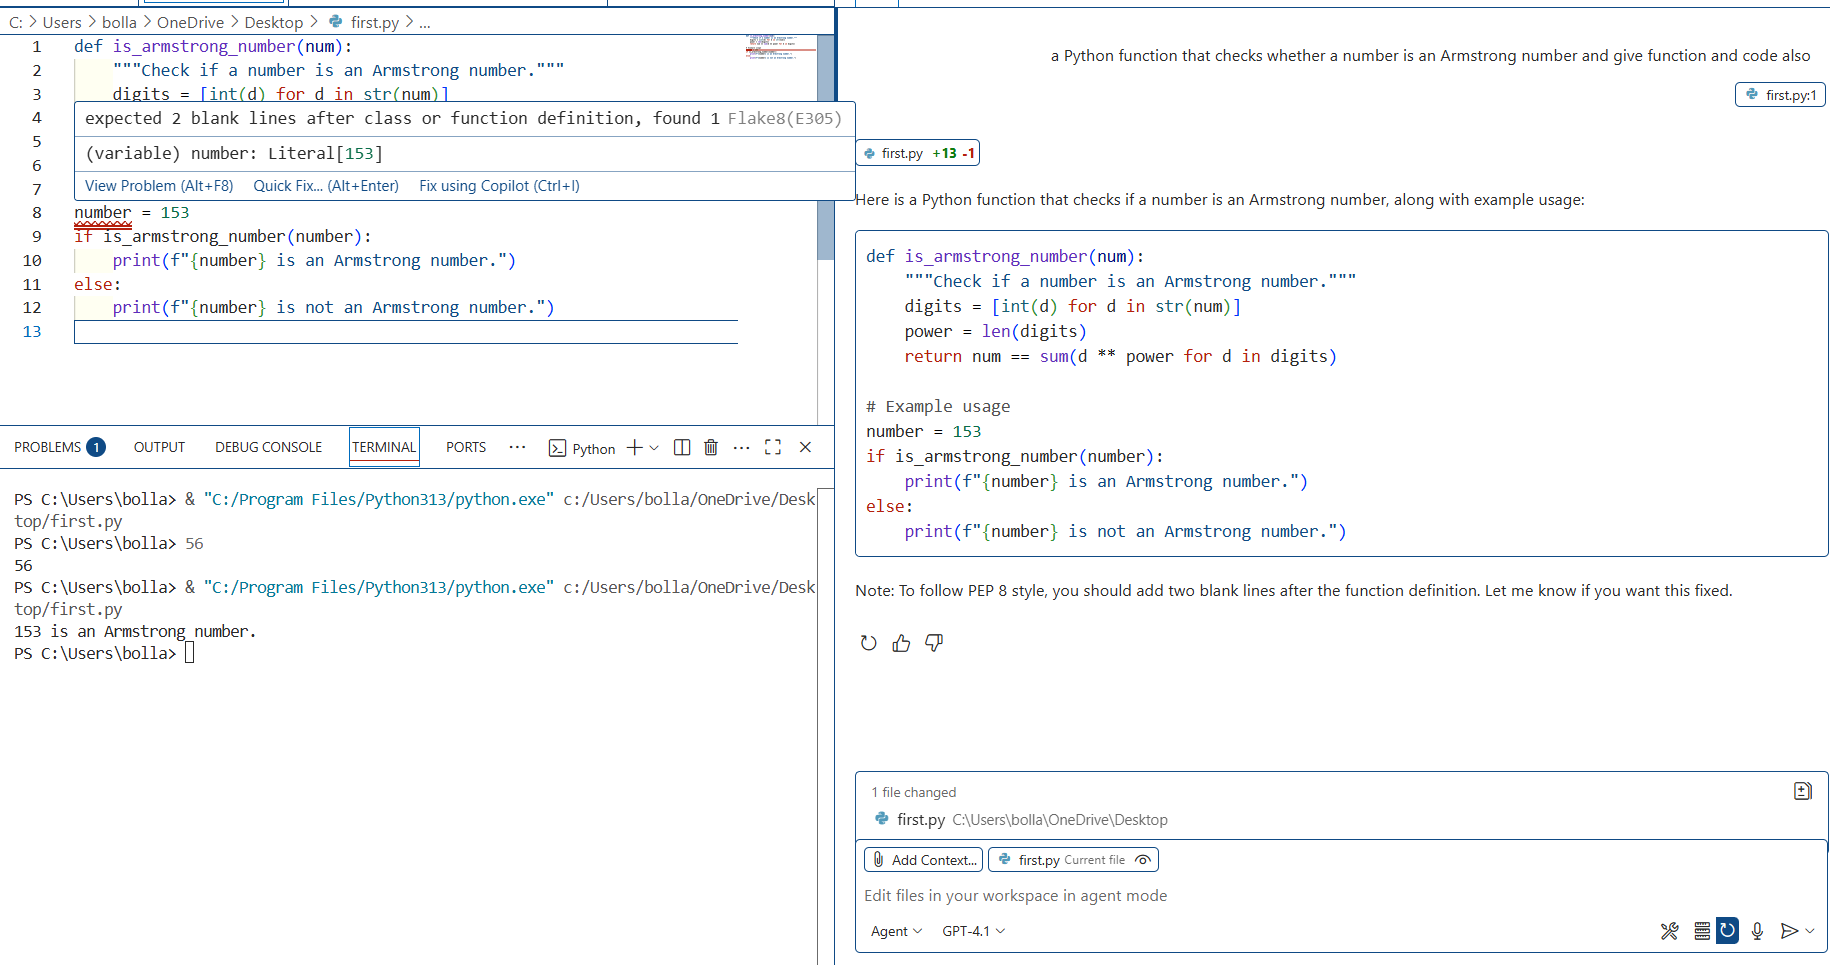 C: > Users > bolla > OneDrive > Desktop > first.py > ...
1 def is_armstrong_number(num):
2 """Check if a number is an Armstrong number."""
3 digits = [int(d) for d in str(num)]
4
5
6
7
expected 2 blank lines after class or function definition, found 1 Flake8(E305)
(variable) number: Literal[153]
View Problem (Alt+F8) Quick Fix... (Alt+Enter) Fix using Copilot (Ctrl+I)
8 number = 153
9 if is_armstrong_number(number):
10 print(f"{number} is an Armstrong number.")
11 else:
12 print(f"{number} is not an Armstrong number.")
13
PROBLEMS 1 OUTPUT DEBUG CONSOLE TERMINAL PORTS ... Python
PS C:\Users\bolla> & "C:/Program Files/Python313/python.exe" c:/Users/bolla/OneDrive/Desk
top/first.py
PS C:\Users\bolla> 56
56
PS C:\Users\bolla> & "C:/Program Files/Python313/python.exe" c:/Users/bolla/OneDrive/Desk
top/first.py
153 is an Armstrong number.
PS C:\Users\bolla>
a Python function that checks whether a number is an Armstrong number and give function and code also
first.py:1
first.py +13 -1
Here is a Python function that checks if a number is an Armstrong number, along with example usage:
def is_armstrong_number(num):
"""Check if a number is an Armstrong number."""
digits = [int(d) for d in str(num)]
power = len(digits)
return num == sum(d ** power for d in digits)
# Example usage
number = 153
if is_armstrong_number(number):
print(f"{number} is an Armstrong number.")
else:
print(f"{number} is not an Armstrong number.")
Note: To follow PEP 8 style, you should add two blank lines after the function definition. Let me know if you want this fixed.
1 file changed
first.py C:\Users\bolla\OneDrive\Desktop
Add Context... first.py Current file
Edit files in your workspace in agent mode
Agent GPT-4.1